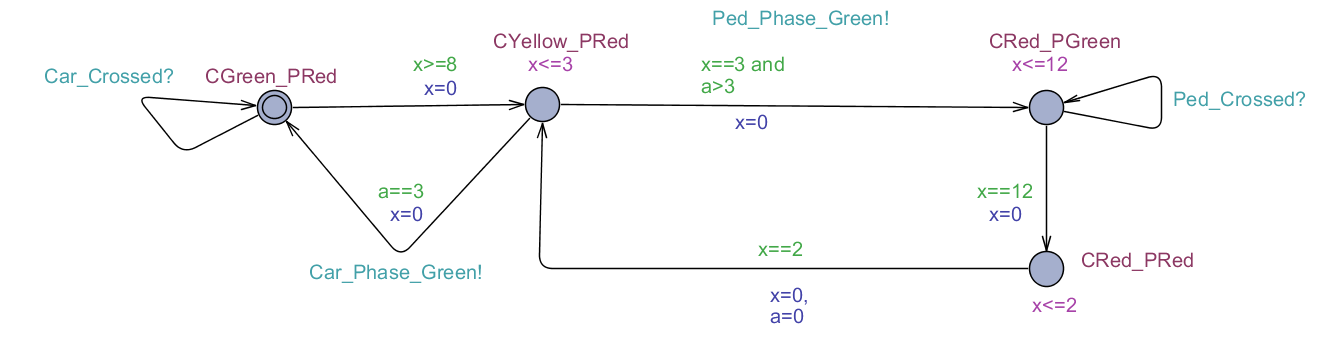 Ped_Phase_Green!
CYellow_PRed
CRed_PGreen
x>=8
x<=3
x==3 and
x<=12
Car_Crossed?
CGreen_PRed
x=0
a>3
Ped_Crossed?
x=0
a==3
x==12
x=0
x=0
x==2
Car_Phase_Green!
CRed_PRed
x=0,
a=0
x<=2